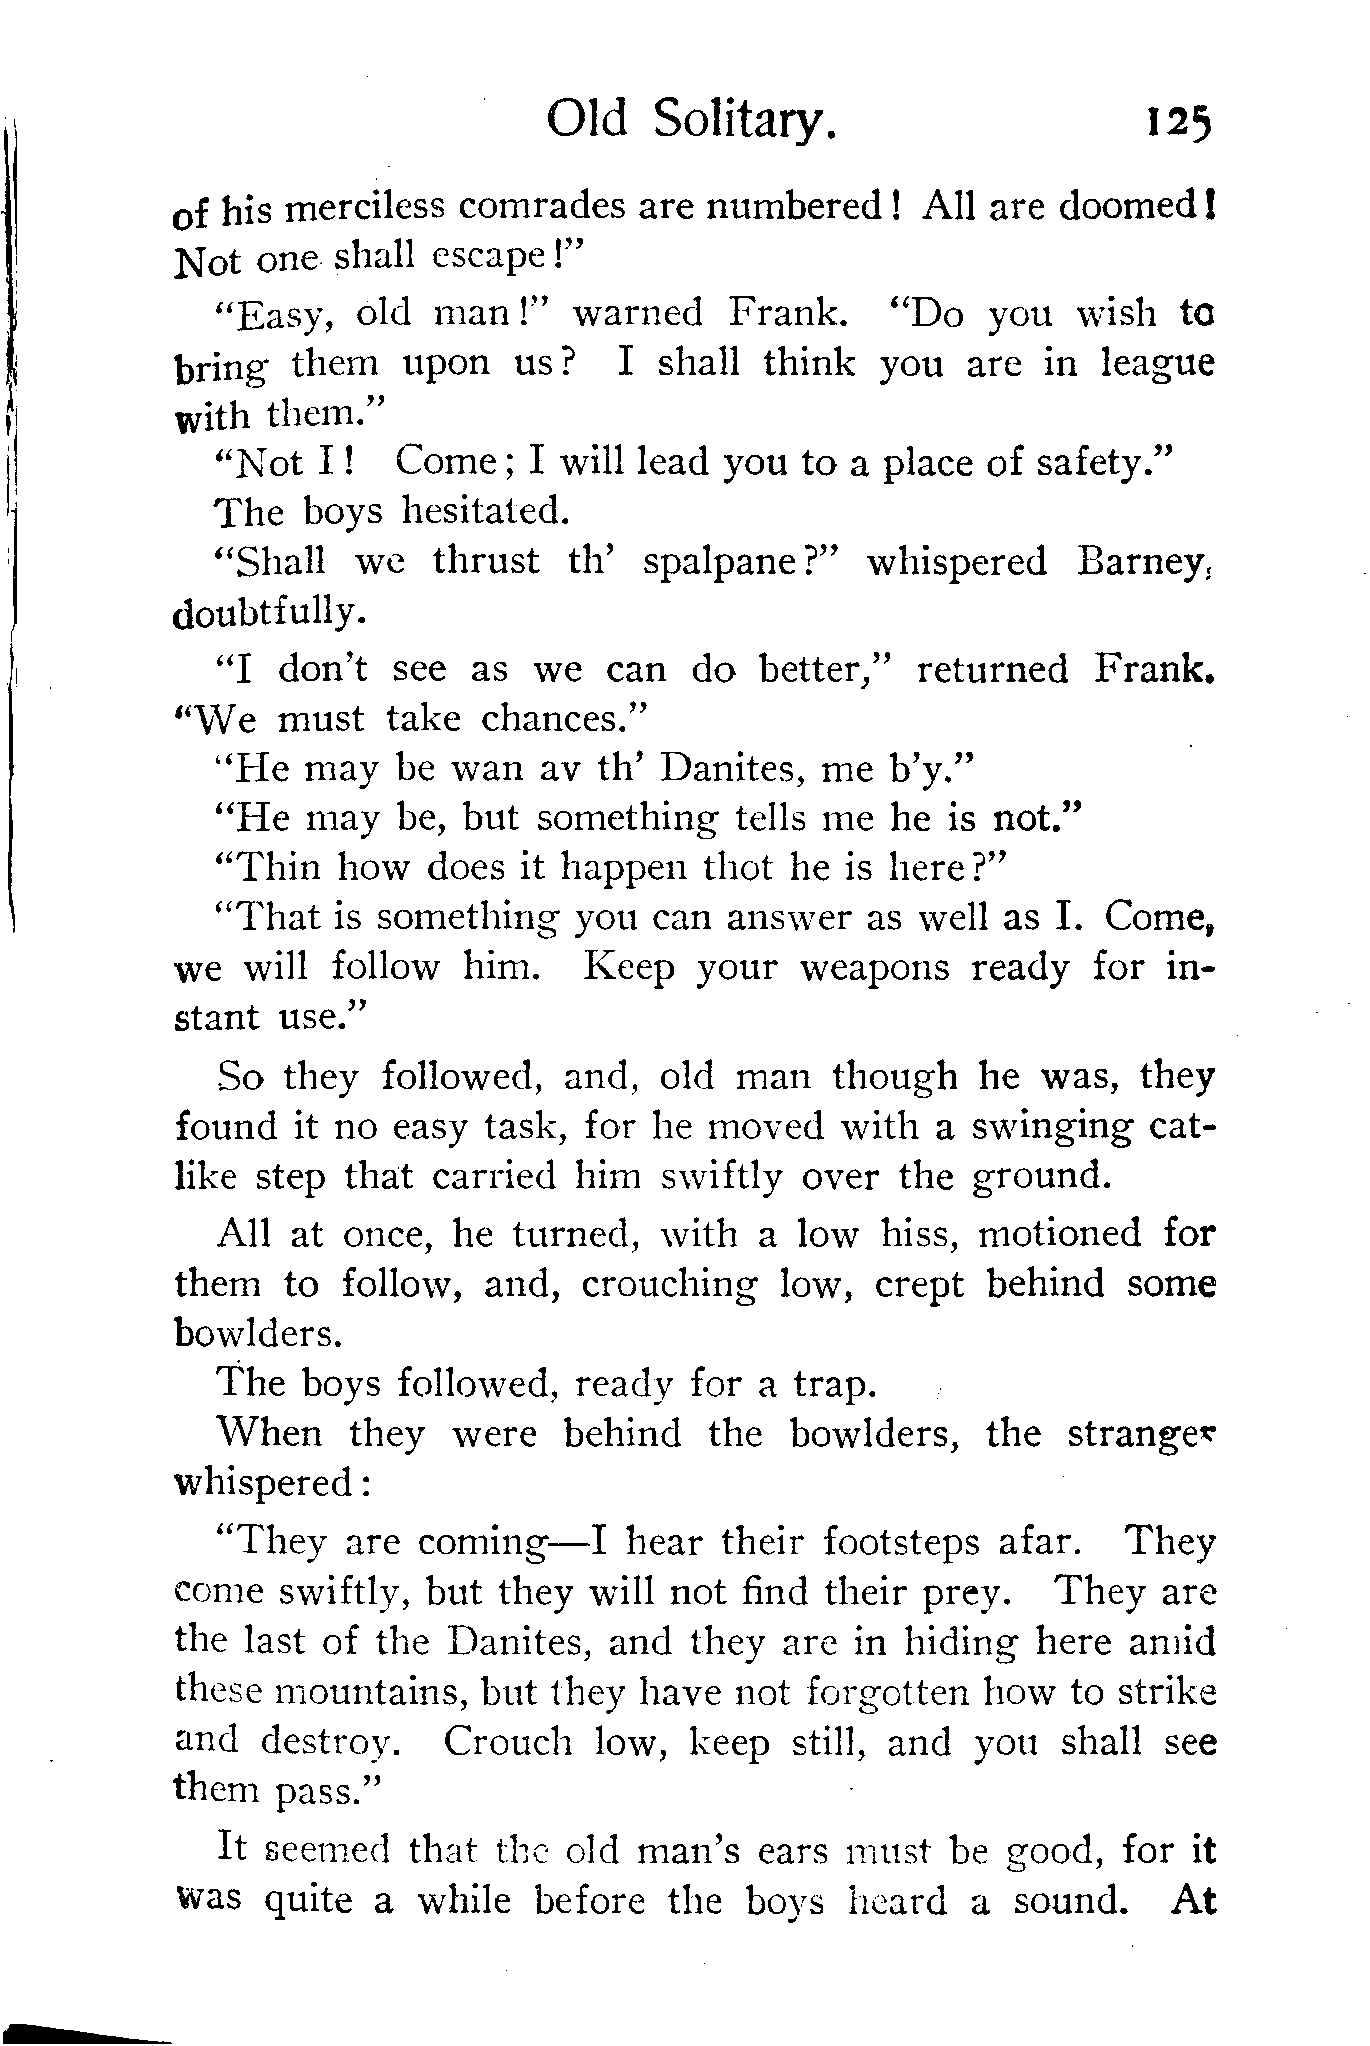 Old Solitary. 125
of his merciless comrades are numbered! All are doomed!
Not one shall escape!”
“Easy, old man!” warned Frank. “Do you wish to
bring them upon us? I shall think you are in league
with them.”
“Not I! Come; I will lead you to a place of safety.”
The boys hesitated.
“Shall we thrust th’ spalpane?” whispered Barney,
doubtfully.
“I don’t see as we can do better,” returned Frank.
“We must take chances.”
“He may be wan av th’ Danites, me b’y.”
“He may be, but something tells me he is not.”
“Thin how does it happen thot he is here?”
“That is something you can answer as well as I. Come,
we will follow him. Keep your weapons ready for in-
stant use.”
So they followed, and, old man though he was, they
found it no easy task, for he moved with a swinging cat-
like step that carried him swiftly over the ground.
All at once, he turned, with a low hiss, motioned for
them to follow, and, crouching low, crept behind some
bowlders.
The boys followed, ready for a trap.
When they were behind the bowlders, the stranger
whispered:
“They are coming—I hear their footsteps afar. They
come swiftly, but they will not find their prey. They are
the last of the Danites, and they are in hiding here amid
these mountains, but they have not forgotten how to strike
and destroy. Crouch low, keep still, and you shall see
them pass.”
It seemed that the old man’s ears must be good, for it
was quite a while before the boys heard a sound. At